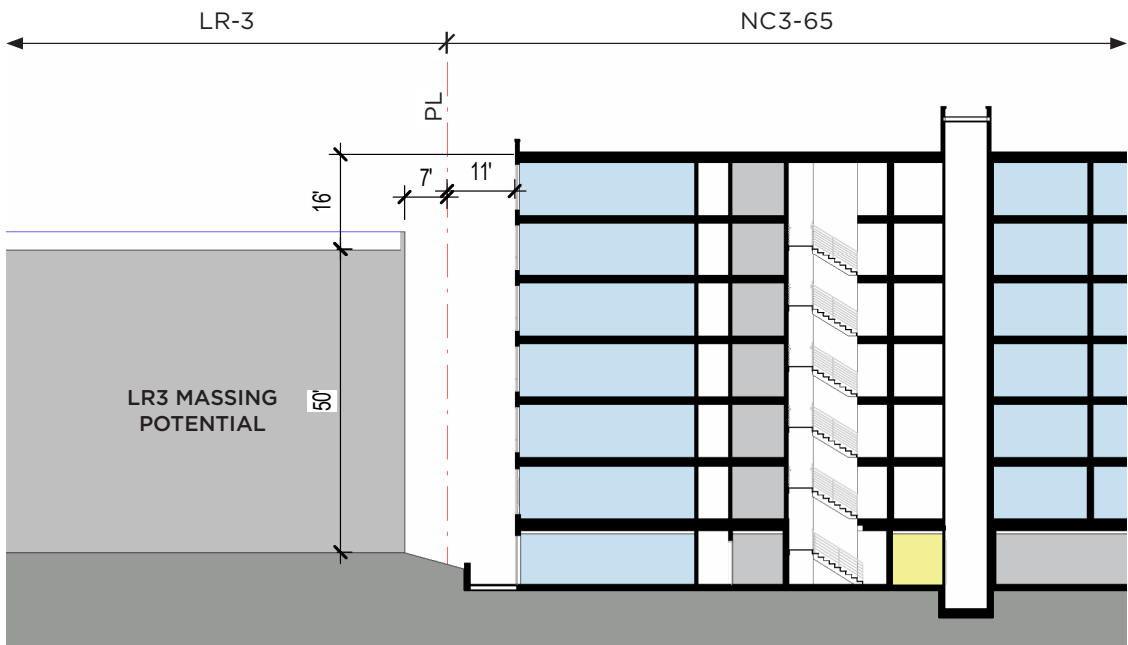 LR-3
NC3-65
PL
7'
11'
16'
LR3 MASSING
POTENTIAL
50'